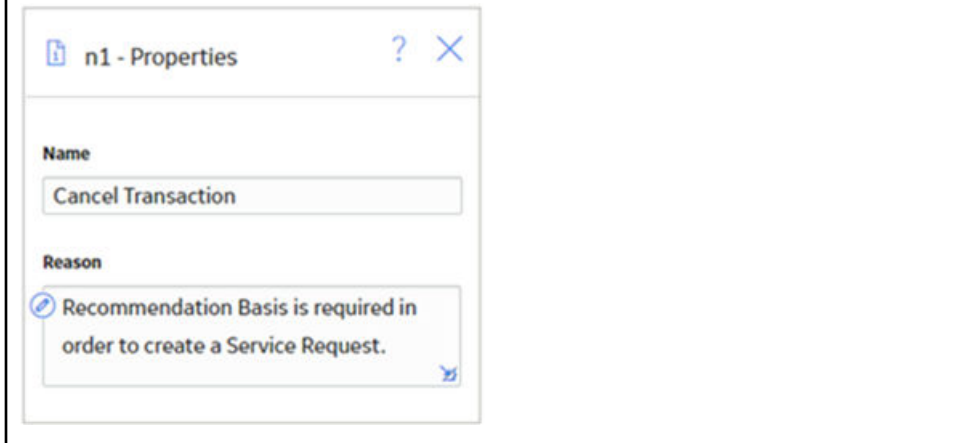 n1 - Properties
?
Name
Cancel Transaction
Reason
Recommendation Basis is required in
order to create a Service Request.